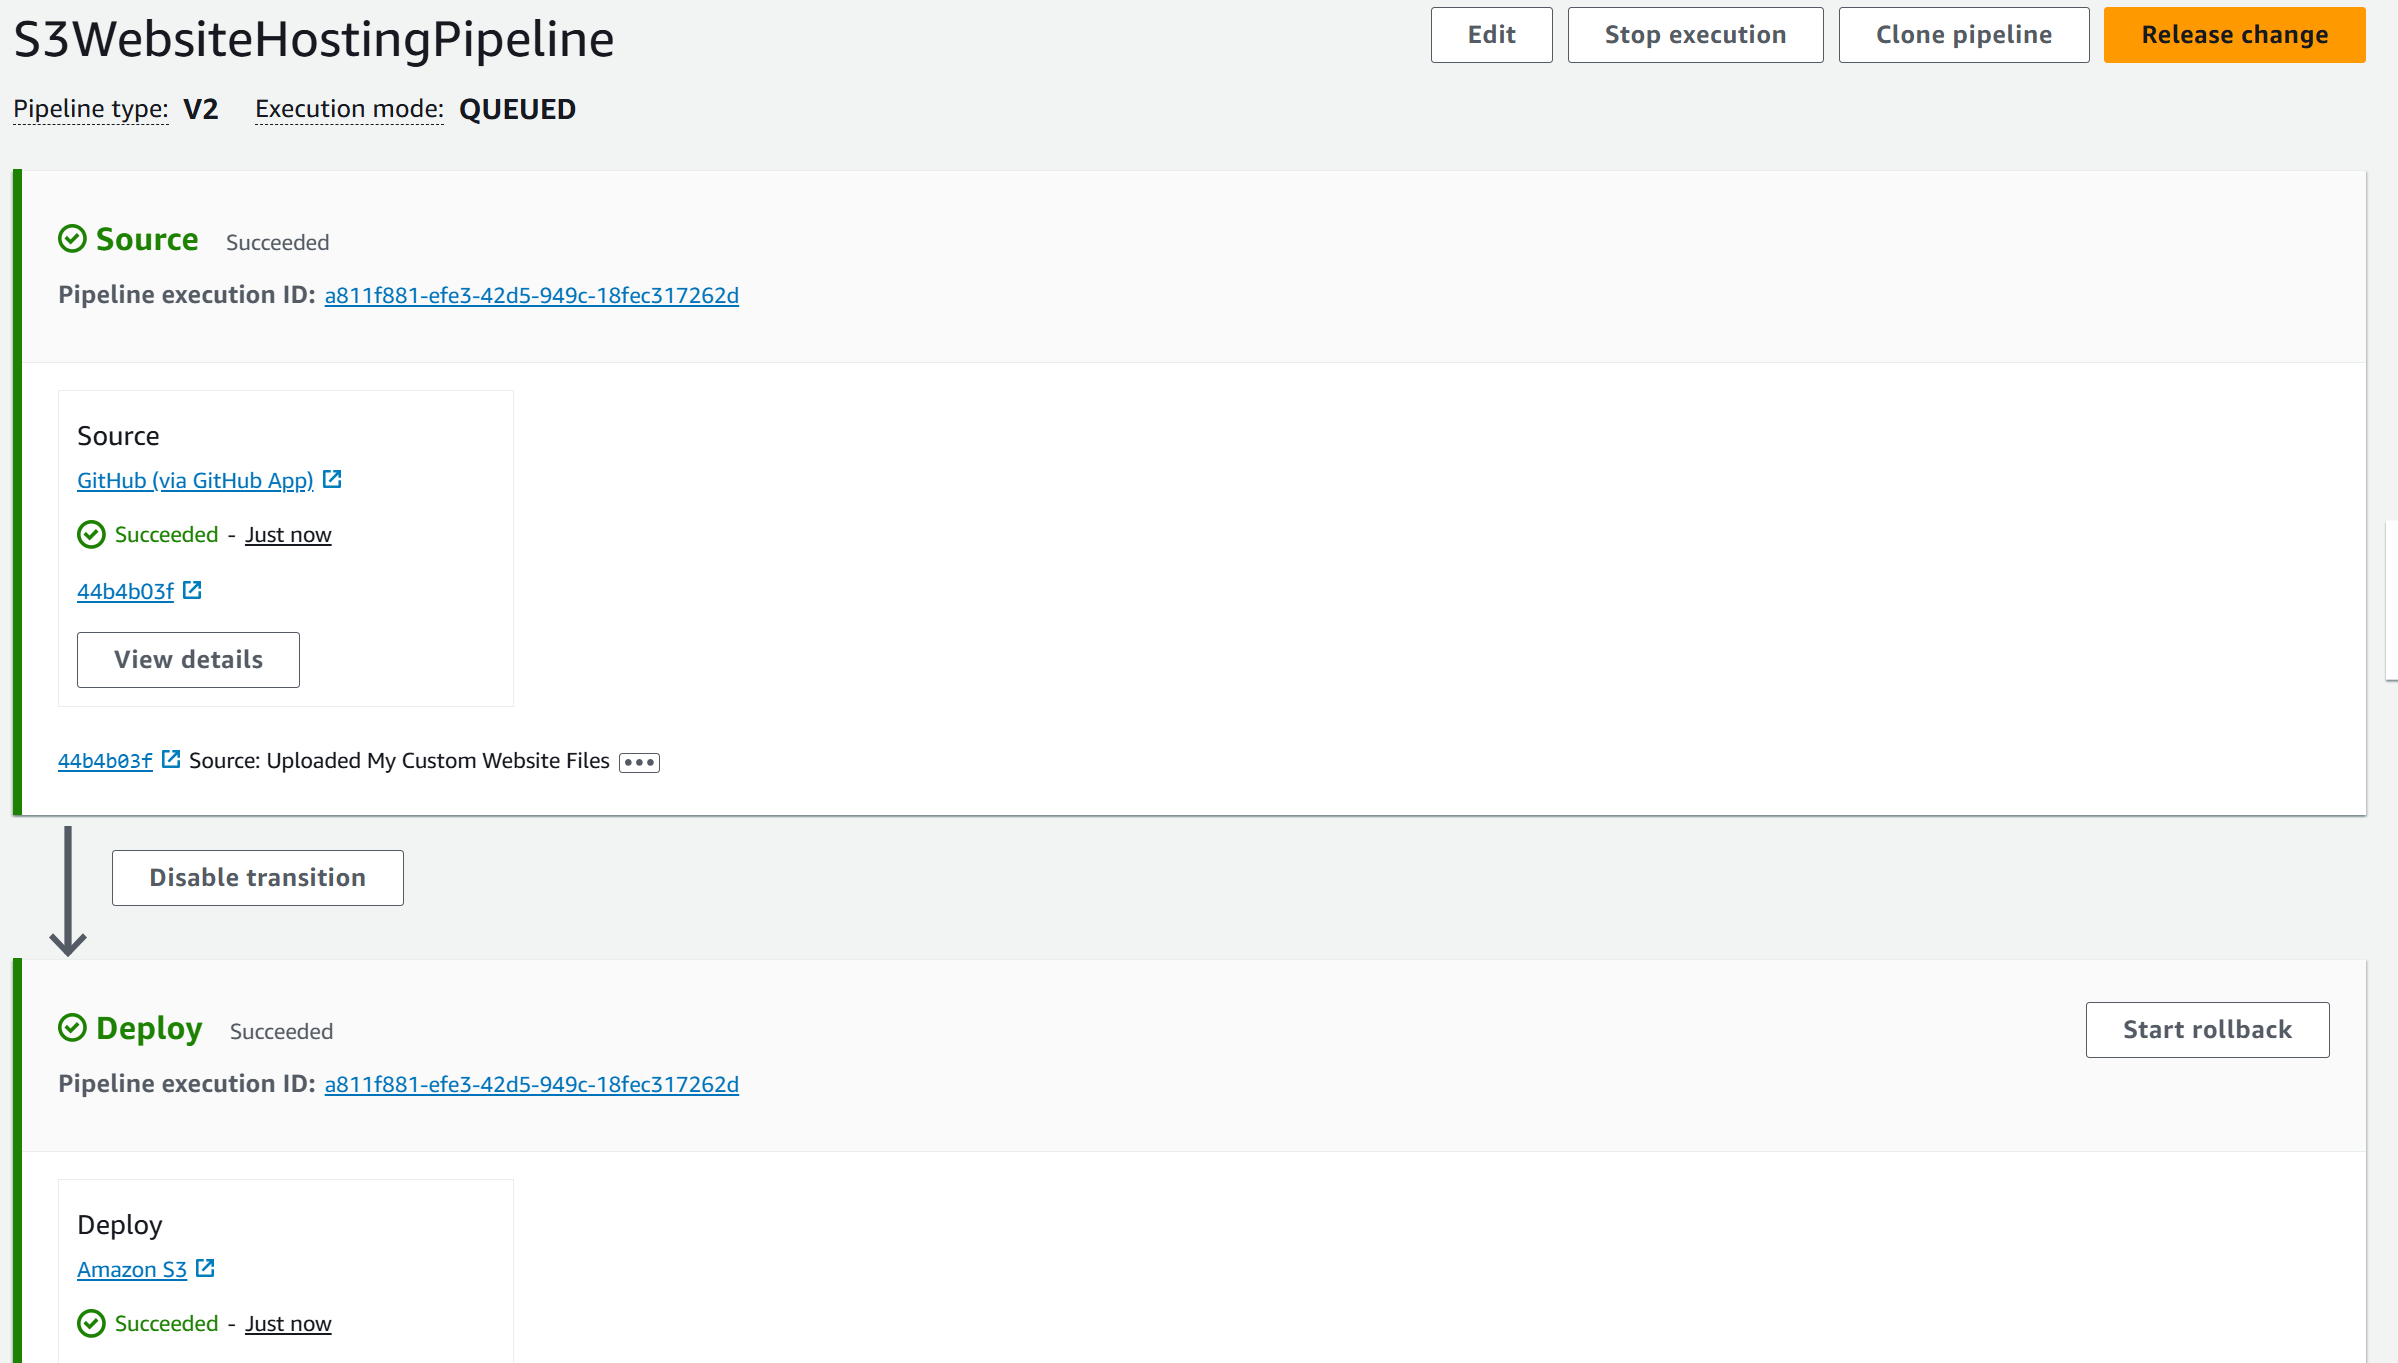 S3WebsiteHostingPipeline
Edit
Stop execution
Clone pipeline
Release change
Pipeline type: V2 Execution mode: QUEUED
Source Succeeded
Pipeline execution ID: a811f881-efe3-42d5-949c-18fec317262d
Source
GitHub (via GitHub App)
Succeeded - Just now
44b4b03f
View details
44b4b03f Source: Uploaded My Custom Website Files
Disable transition
Deploy Succeeded
Start rollback
Pipeline execution ID: a811f881-efe3-42d5-949c-18fec317262d
Deploy
Amazon S3
Succeeded - Just now